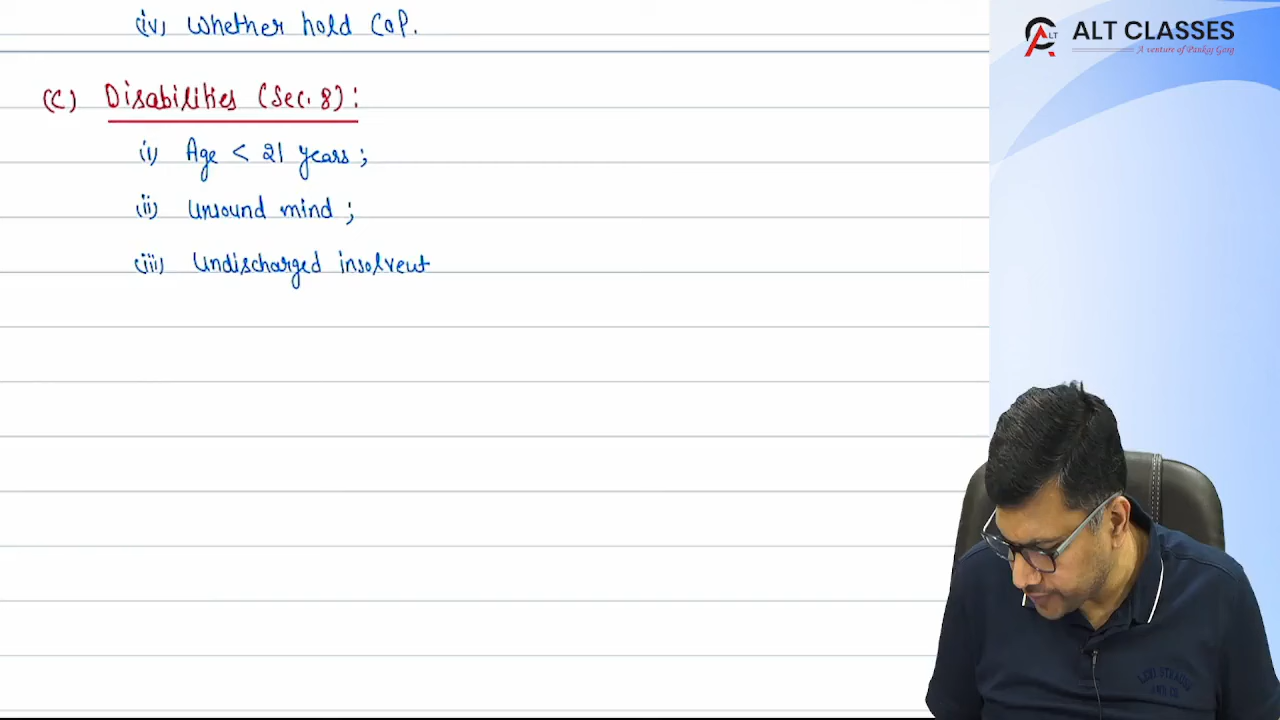 (iv) Whether hold CoP.
ALT CLASSES
A venture of Pankaj Garg
ALT
(C) Disabilities (Sec. 8):
(i) Age < 21 years;
(ii) Unsound mind;
(iii) Undischarged insolvent